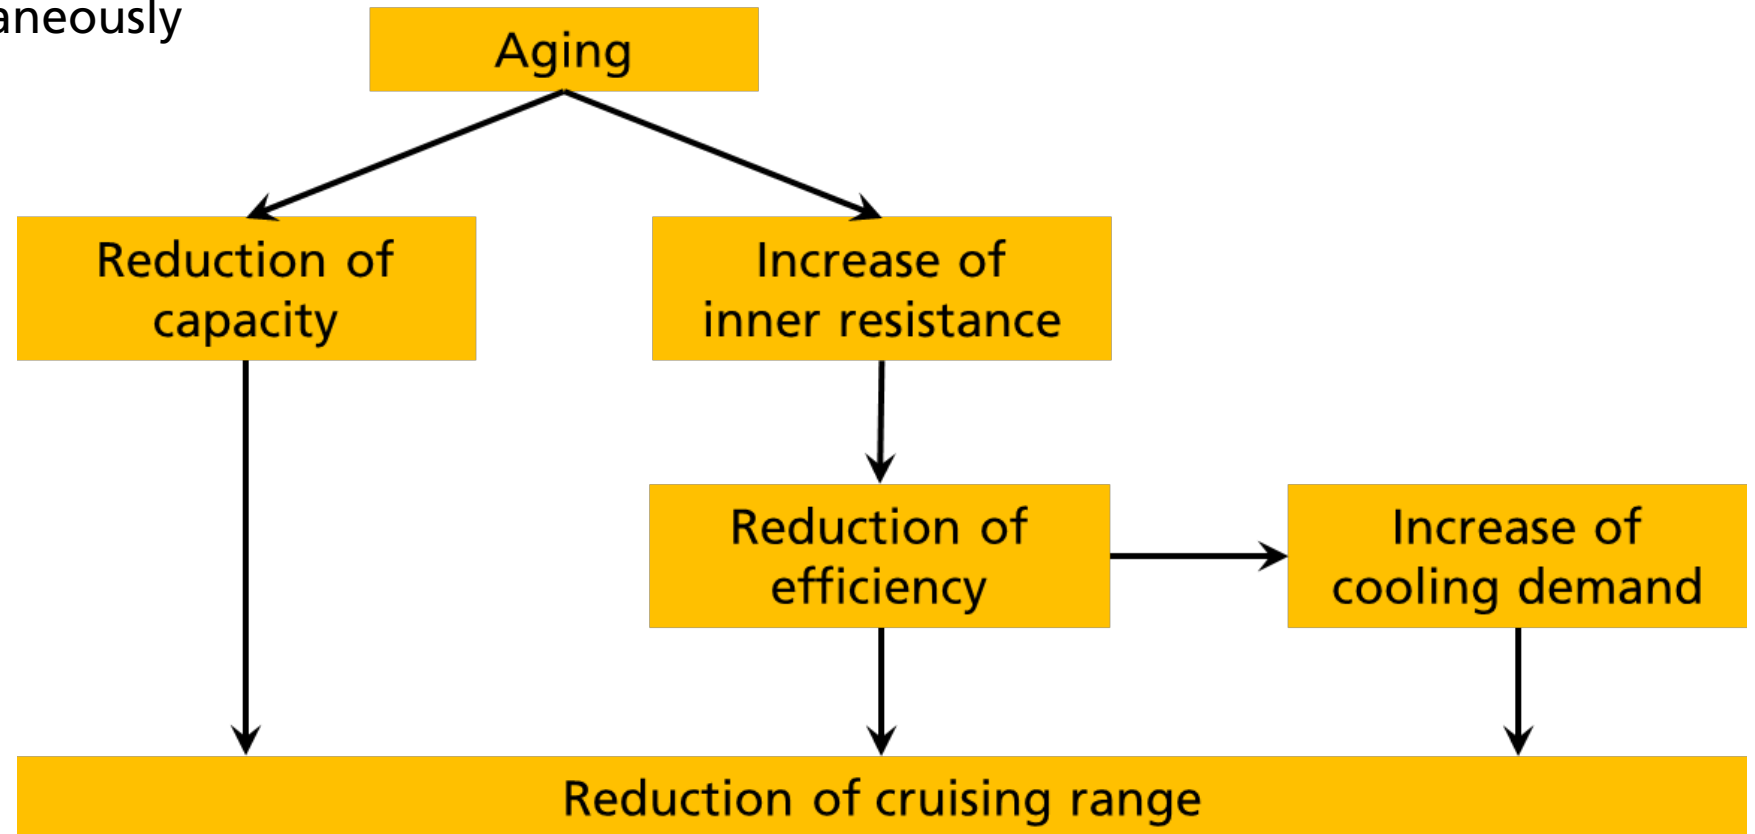 Aging
Reduction of
capacity
Increase of
inner resistance
Reduction of
efficiency
Increase of
cooling demand
Reduction of cruising range